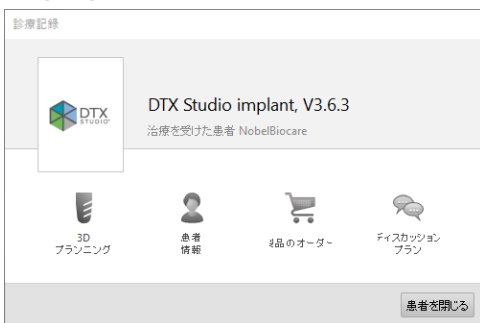 診療記録
DTX
STUDIO
DTX Studio implant, V3.6.3
治療を受けた患者 NobelBiocare
3D
プランニング
患者
情報
品のオーダー
ディスカッション
プラン
患者を閉じる